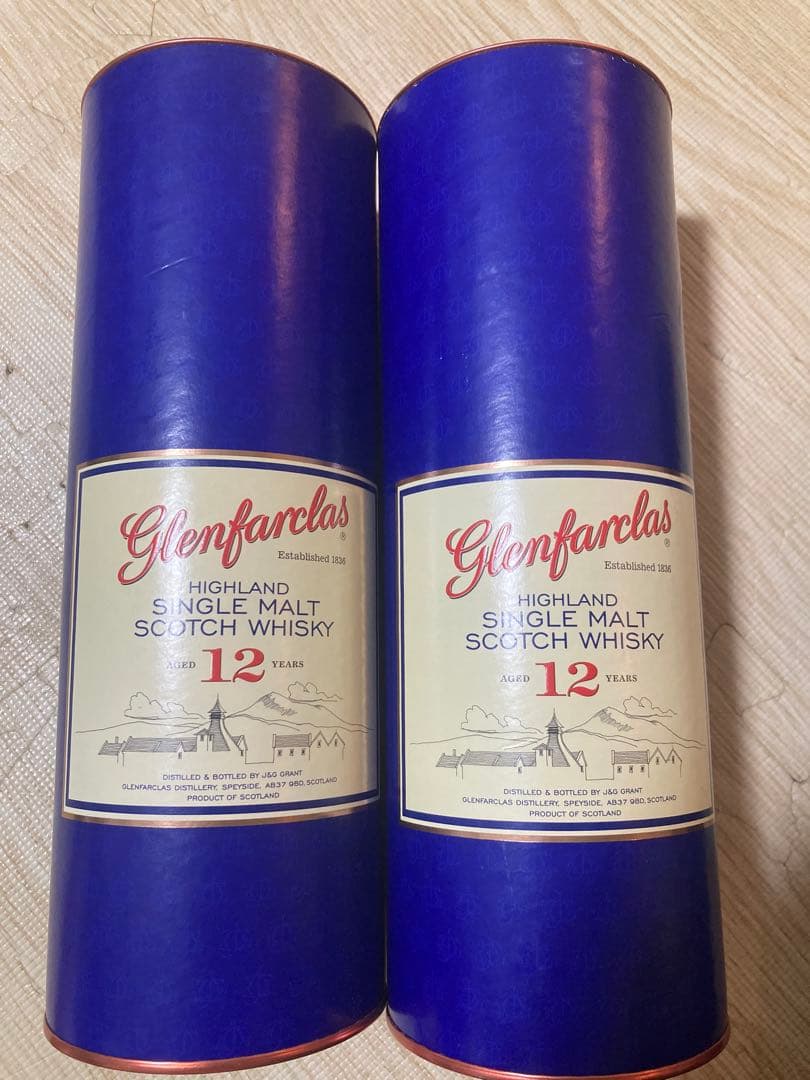 Glenfarclas®
Established 1836
HIGHLAND
SINGLE MALT
SCOTCH WHISKY
AGED 12 YEARS
DISTILLED & BOTTLED BY J&G GRANT
GLENFARCLAS DISTILLERY, SPEYSIDE, AB37 9BD, SCOTLAND
PRODUCT OF SCOTLAND
Glenfarclas®
Established 1836
HIGHLAND
SINGLE MALT
SCOTCH WHISKY
AGED 12 YEARS
DISTILLED & BOTTLED BY J&G GRANT
GLENFARCLAS DISTILLERY, SPEYSIDE, AB37 9BD, SCOTLAND
PRODUCT OF SCOTLAND